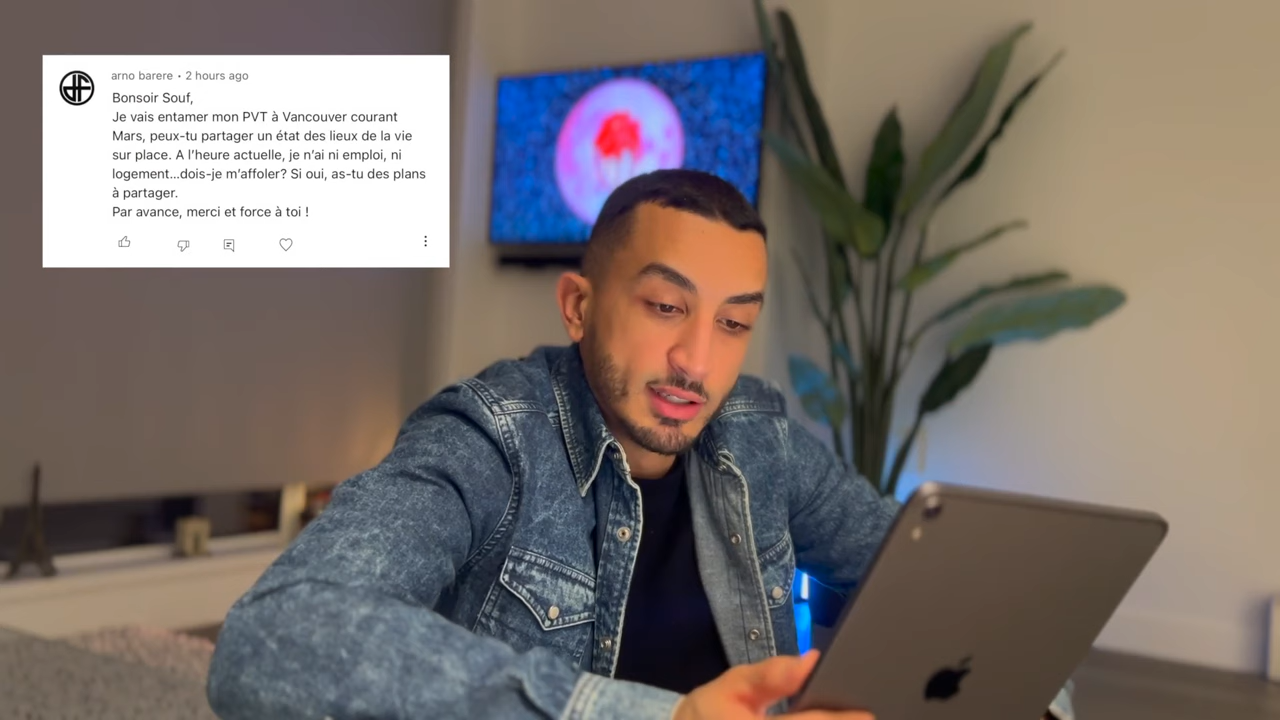 arno barere • 2 hours ago
Bonsoir Souf,
Je vais entamer mon PVT à Vancouver courant
Mars, peux-tu partager un état des lieux de la vie
sur place. A l’heure actuelle, je n’ai ni emploi, ni
logement...dois-je m’affoler? Si oui, as-tu des plans
à partager.
Par avance, merci et force à toi !